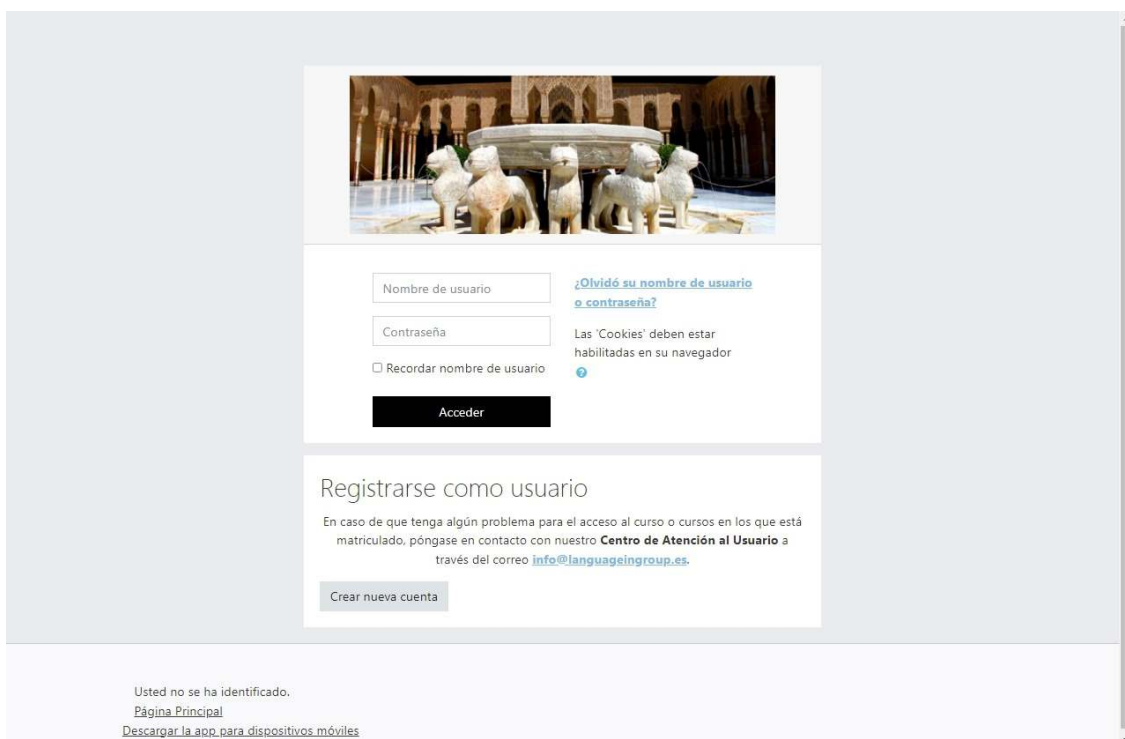 Nombre de usuario
Contraseña
Recordar nombre de usuario
Acceder
¿Olvidó su nombre de usuario
o contraseña?
Las 'Cookies' deben estar
habilitadas en su navegador
Registrarse como usuario
En caso de que tenga algún problema para el acceso al curso o cursos en los que está
matriculado, póngase en contacto con nuestro Centro de Atención al Usuario a
través del correo info@languageingroup.es.
Crear nueva cuenta
Usted no se ha identificado.
Página Principal
Descargar la app para dispositivos móviles